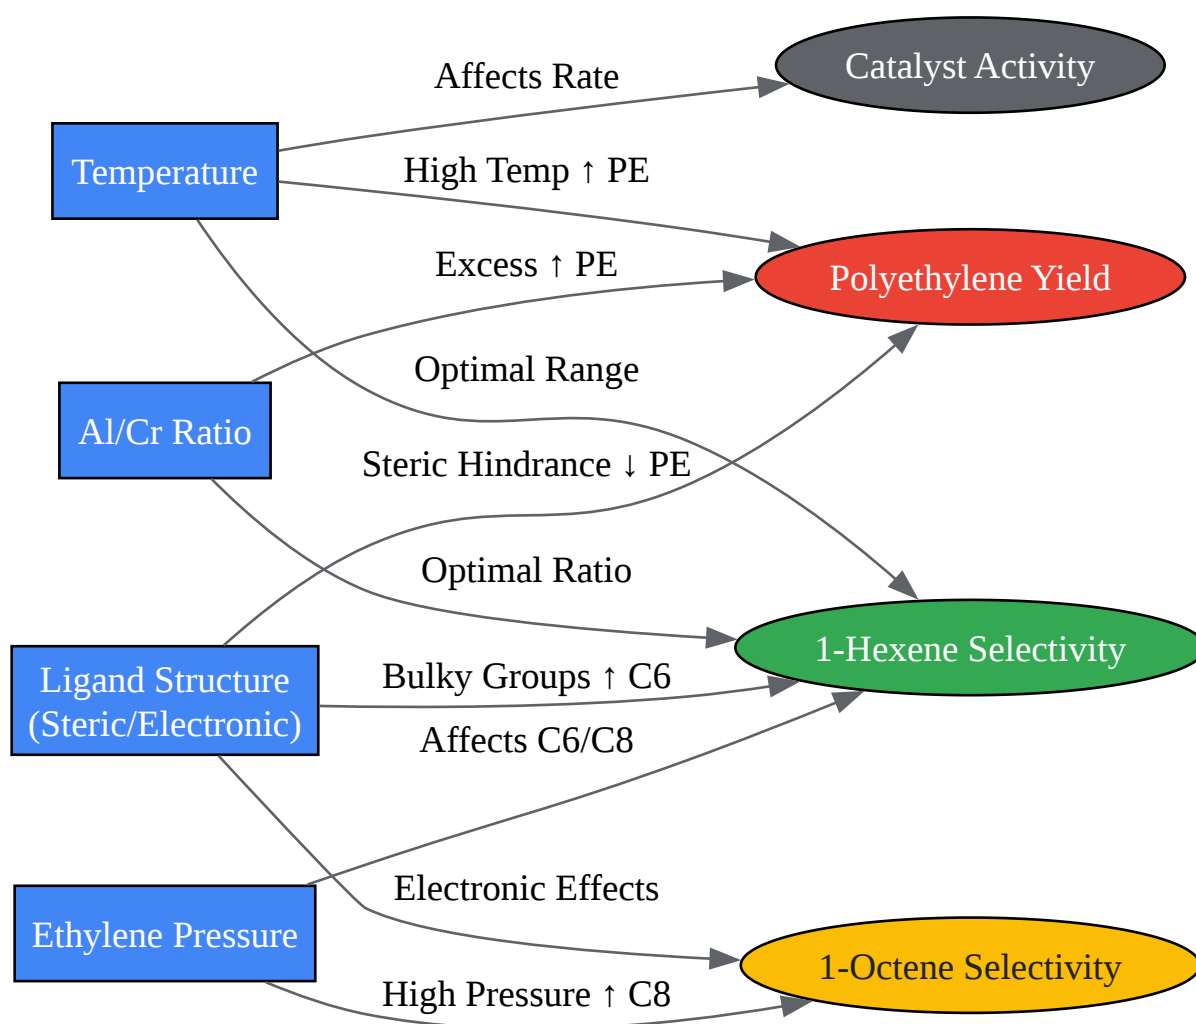 Catalyst Activity
Affects Rate
Temperature
High Temp ↑ PE
Excess ↑ PE
Polyethylene Yield
Optimal Range
Al/Cr Ratio
Steric Hindrance ↓ PE
Optimal Ratio
1-Hexene Selectivity
Ligand Structure
(Steric/Electronic)
Bulky Groups ↑ C6
Affects C6/C8
Electronic Effects
Ethylene Pressure
1-Octene Selectivity
High Pressure ↑ C8